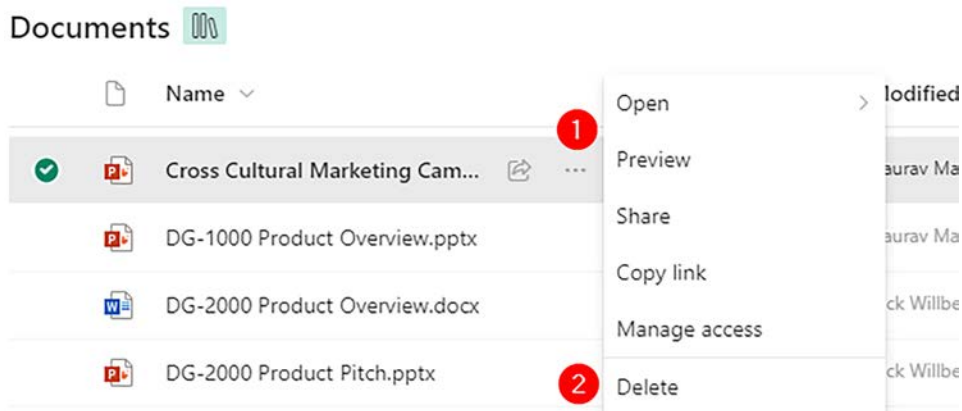 Documents
Name
Open
1
Preview
Cross Cultural Marketing Cam...
Share
DG-1000 Product Overview.pptx
Copy link
DG-2000 Product Overview.docx
Manage access
DG-2000 Product Pitch.pptx
2
Delete